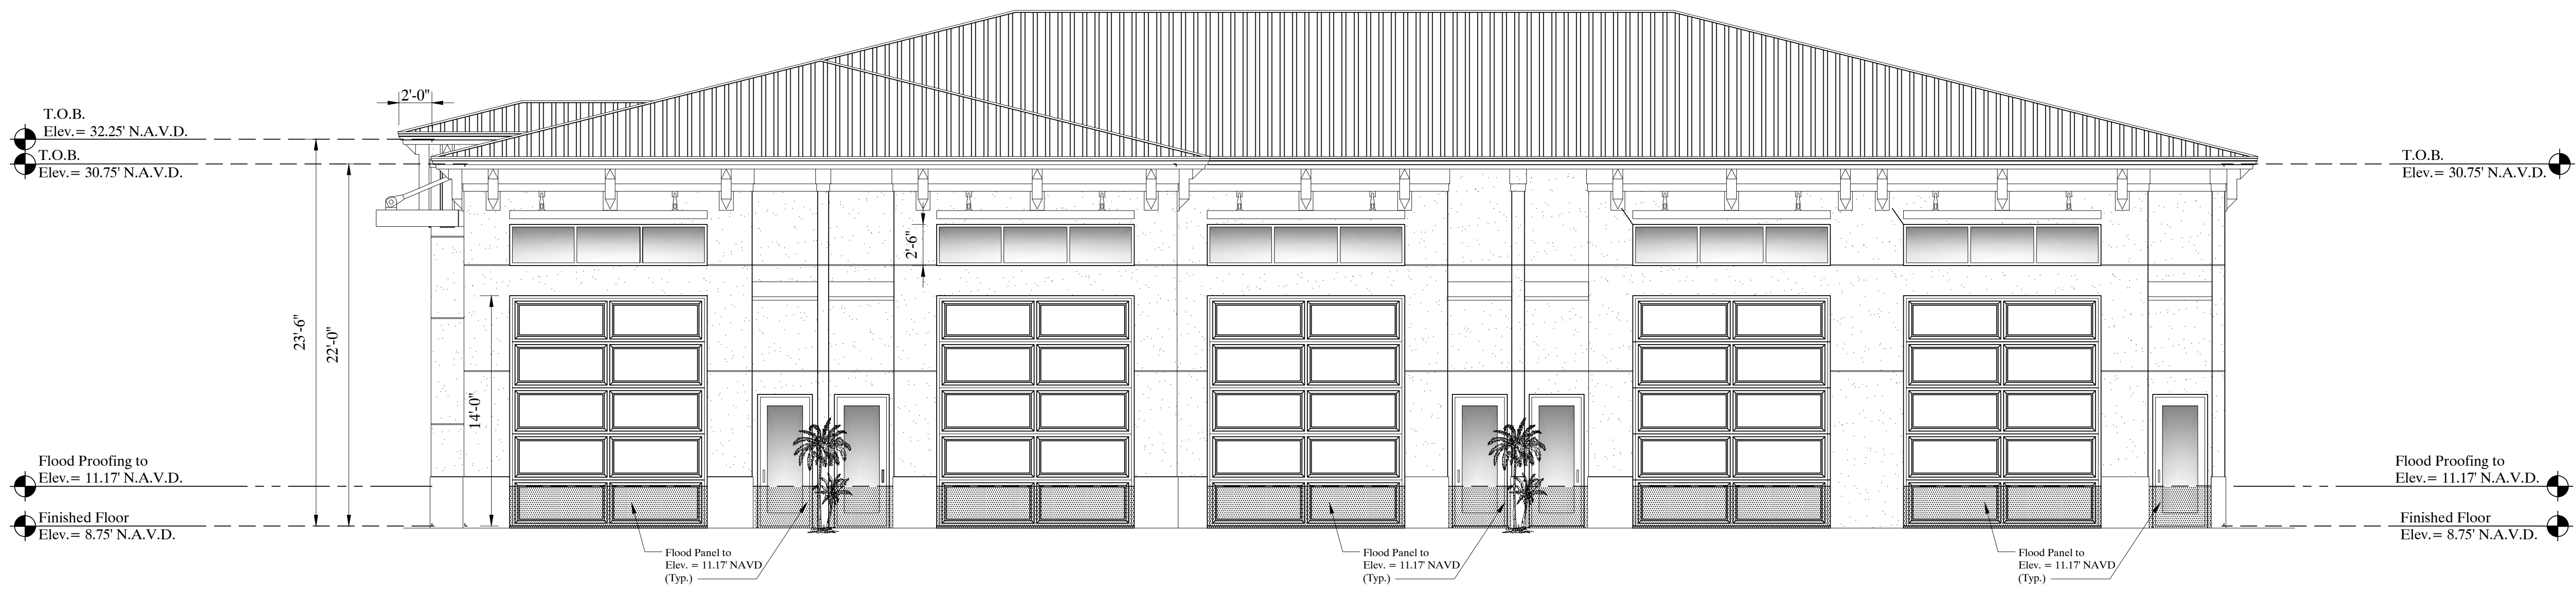 2'-0"
T.O.B.
Elev.= 32.25' N.A.V.D.
T.O.B.
Elev.= 30.75' N.A.V.D.
T.O.B.
Elev.= 30.75' N.A.V.D.
2'-6"
23'-6"
22'-0"
14'-0"
Flood Proofing to
Elev.= 11.17' N.A.V.D.
Flood Proofing to
Elev.= 11.17' N.A.V.D.
Finished Floor
Elev.= 8.75' N.A.V.D.
Finished Floor
Elev.= 8.75' N.A.V.D.
Flood Panel to
Elev. = 11.17' NAVD
(Typ.)
Flood Panel to
Elev. = 11.17' NAVD
(Typ.)
Flood Panel to
Elev. = 11.17' NAVD
(Typ.)